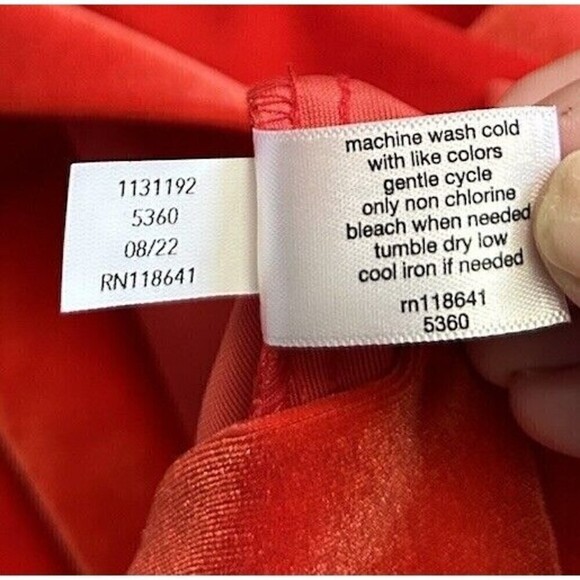 1131192
5360
08/22
RN118641
machine wash cold
with like colors
gentle cycle
only non chlorine
bleach when needed
tumble dry low
cool iron if needed
rn118641
5360